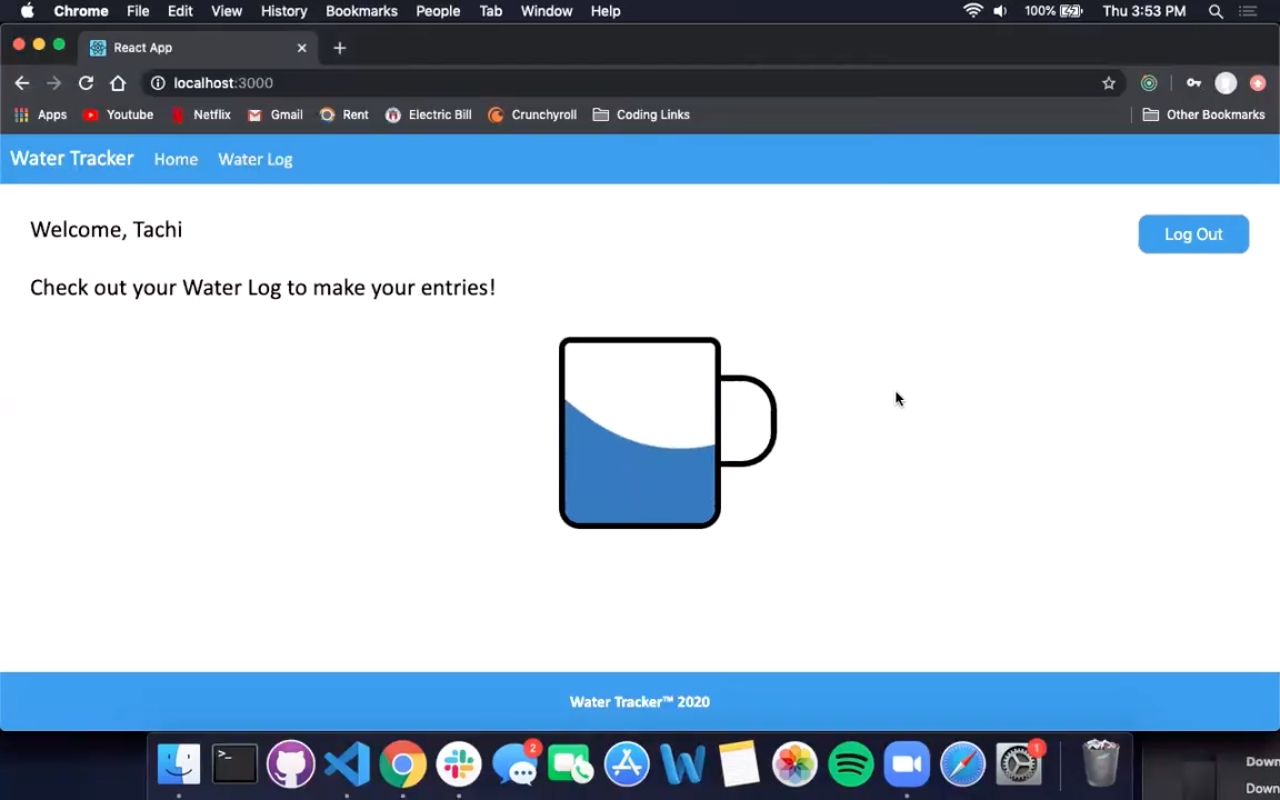 Chrome File Edit View History Bookmarks People Tab Window Help 100% Thu 3:53 PM
React App
localhost:3000
Apps Youtube Netflix Gmail Rent Electric Bill Crunchyroll Coding Links Other Bookmarks
Water Tracker Home Water Log
Welcome, Tachi
Log Out
Check out your Water Log to make your entries!
Water Tracker™ 2020
2
1
Down
Down